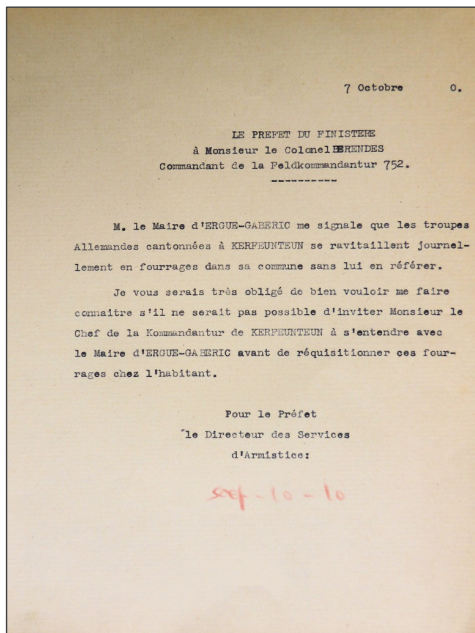 7 Octobre 0.
LE PREFET DU FINISTERE
à Monsieur le Colonel BERENDES
Commandant de la Feldkommandantur 752.
----------
M. le Maire d'ERGUE-GABERIC me signale que les troupes
Allemandes cantonnées à KERFEUNTEUN se ravitaillent journel-
lement en fourrages dans sa commune sans lui en référer.
Je vous serais très obligé de bien vouloir me faire
connaitre s'il ne serait pas possible d'inviter Monsieur le
Chef de la Kommandantur de KERFEUNTEUN à s'entendre avec
le Maire d'ERGUE-GABERIC avant de réquisitionner ces four-
rages chez l'habitant.
Pour le Préfet
le Directeur des Services
d'Armistice:
10 - 10